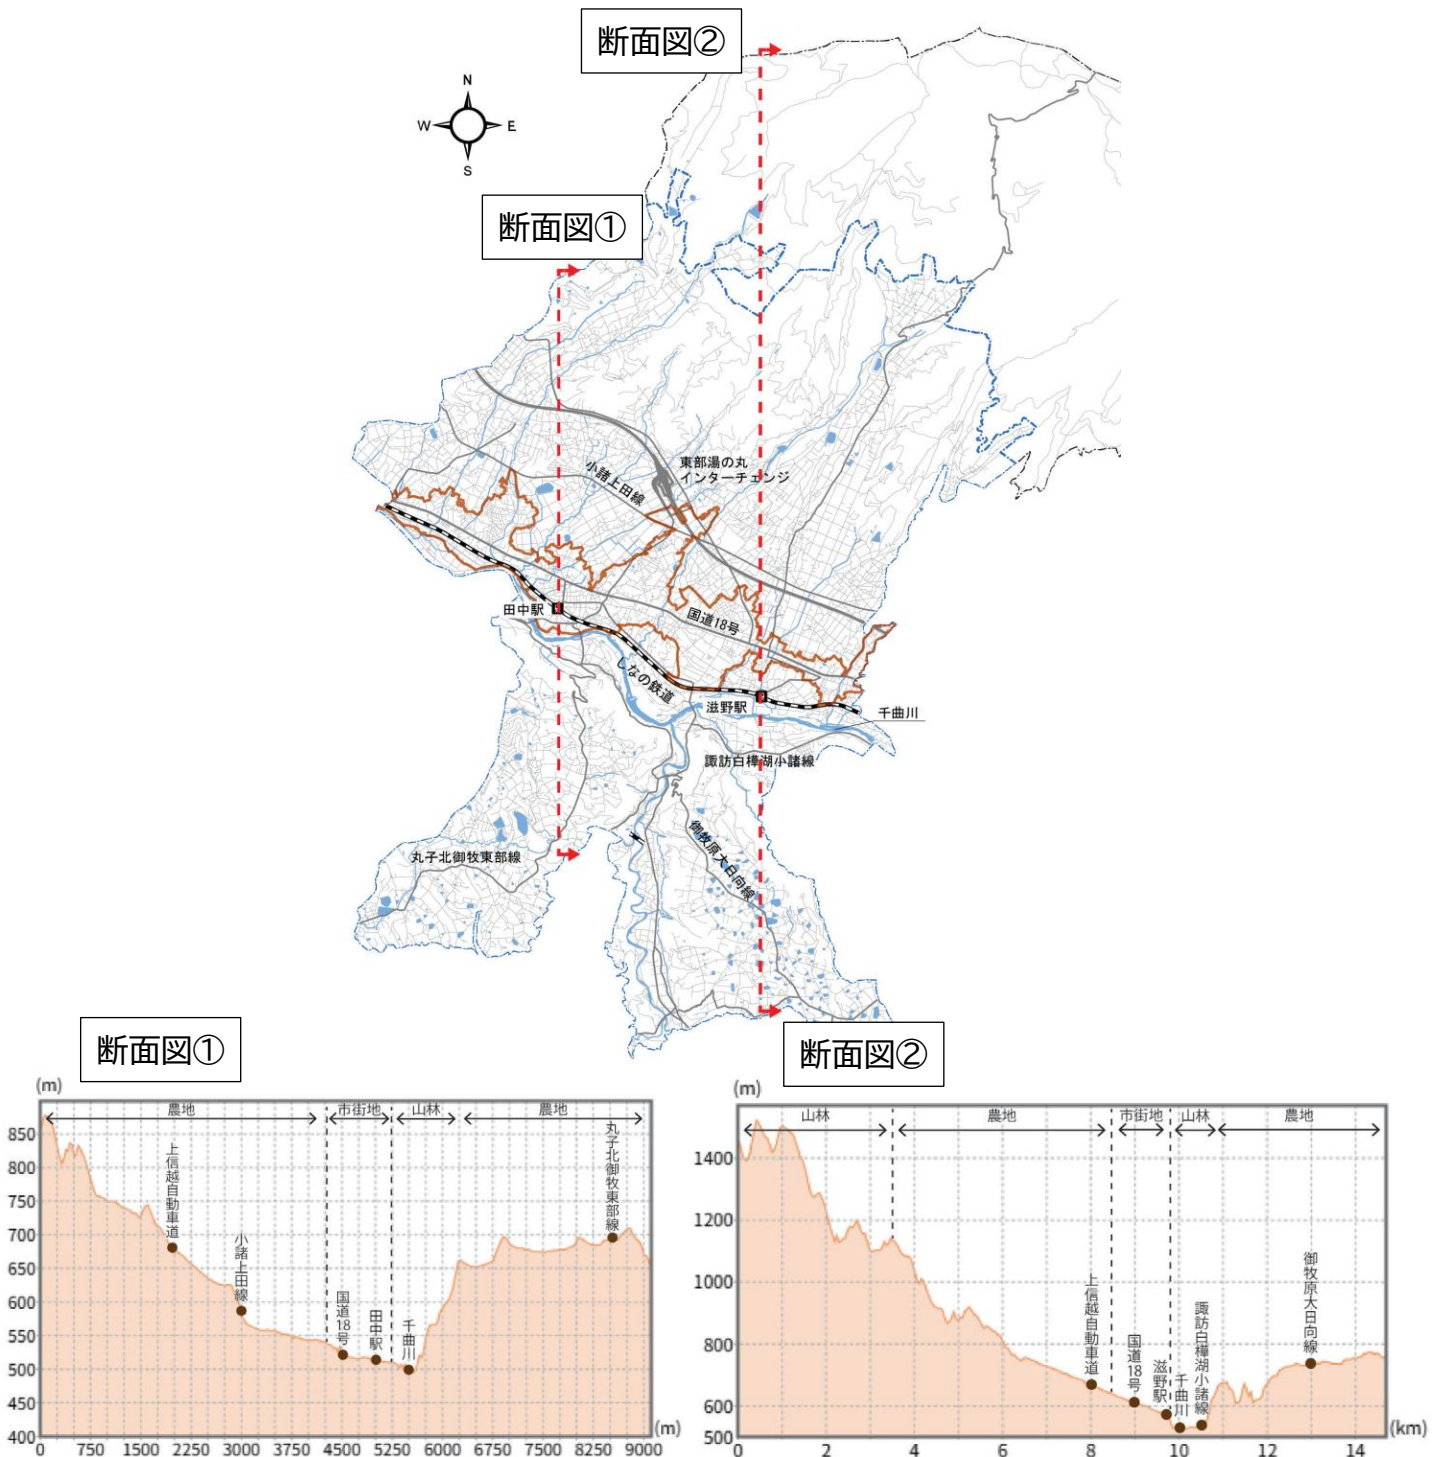 断面図②
N
W
E
S
断面図①
東部湯の丸
インターチェンジ
小諸上田線
田中駅
国道18号
しなの鉄道
滋野駅
千曲川
諏訪白樺湖小諸線
御牧原大日向線
丸子北御牧東部線
断面図①
(m)
農地
市街地
山林
農地
上信越自動車道
小諸上田線
国道18号
田中駅
千曲川
丸子北御牧東部線
850
800
750
700
650
600
550
500
450
400
0 750 1500 2250 3000 3750 4500 5250 6000 6750 7500 8250 9000
(m)
断面図②
(m)
山林
農地
市街地
山林
農地
上信越自動車道
国道18号
滋野駅
千曲川
諏訪白樺湖小諸線
御牧原大日向線
1400
1200
1000
800
600
500
0 2 4 6 8 10 12 14
(km)